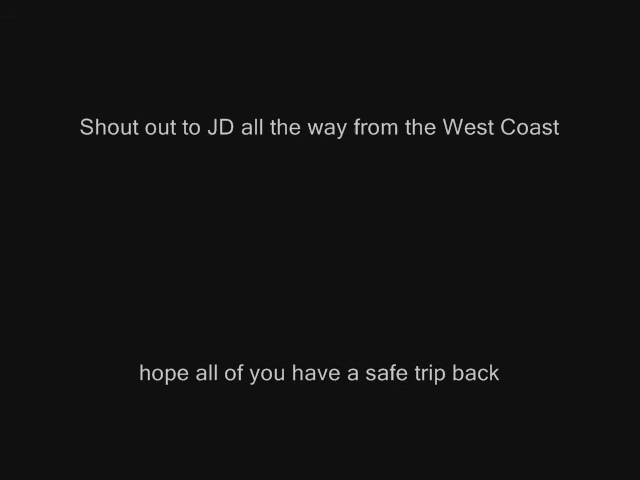 Shout out to JD all the way from the West Coast
hope all of you have a safe trip back